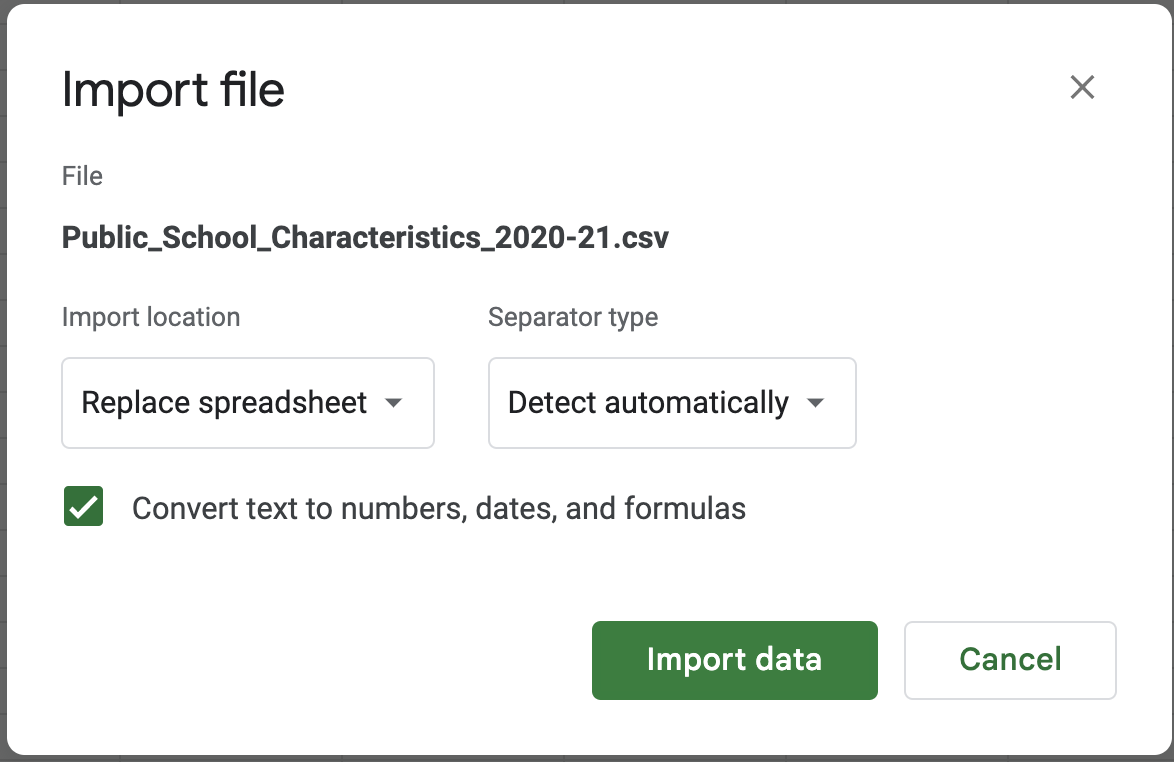 Import file
File
Public_School_Characteristics_2020-21.csv
Import location
Separator type
Replace spreadsheet
Detect automatically
Convert text to numbers, dates, and formulas
Import data
Cancel